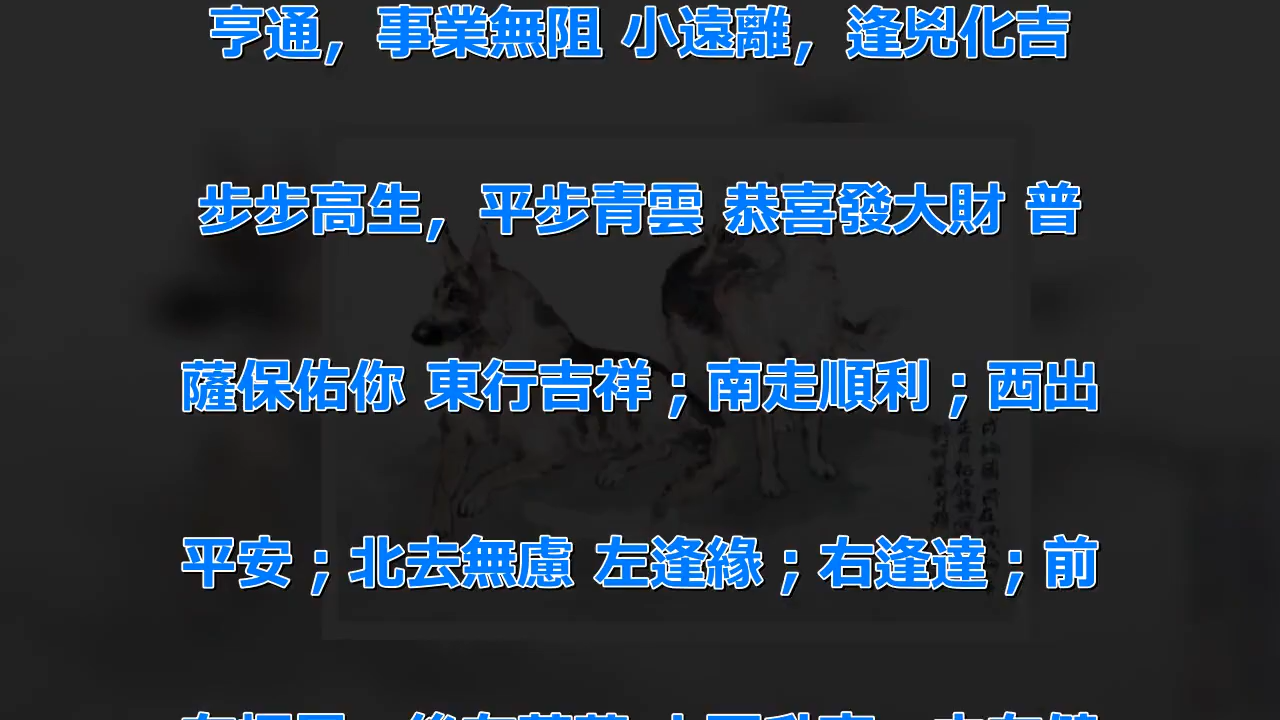 亨通，事業無阻 小遠離，逢兇化吉
步步高生，平步青雲 恭喜發大財 普
薩保佑你 東行吉祥；南走順利；西出
平安；北去無慮 左逢緣；右逢達；前